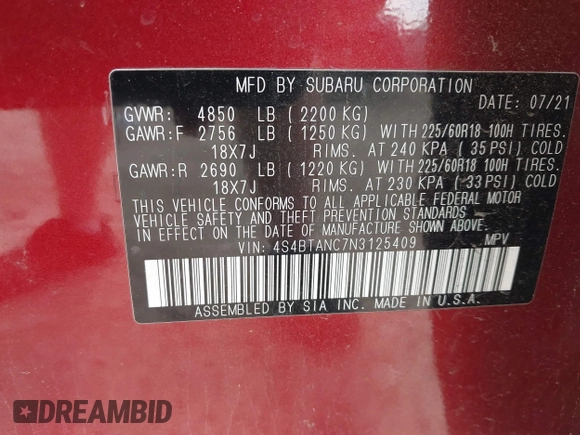 MFD BY SUBARU CORPORATION
DATE: 07/21
GVWR: 4850 LB ( 2200 KG)
GAWR:F 2756 LB ( 1250 KG) WITH 225/60R18 100H TIRES.
18X7J RIMS. AT 240 KPA ( 35 PSI) COLD
GAWR:R 2690 LB ( 1220 KG) WITH 225/60R18 100H TIRES.
18X7J RIMS. AT 230 KPA ( 33 PSI) COLD
THIS VEHICLE CONFORMS TO ALL APPLICABLE FEDERAL MOTOR
VEHICLE SAFETY AND THEFT PREVENTION STANDARDS
IN EFFECT ON THE DATE OF MANUFACTURE SHOWN ABOVE.
VIN: 4S4BTANC7N3125409 MPV
ASSEMBLED BY SIA INC. MADE IN U.S.A.
DREAMBID